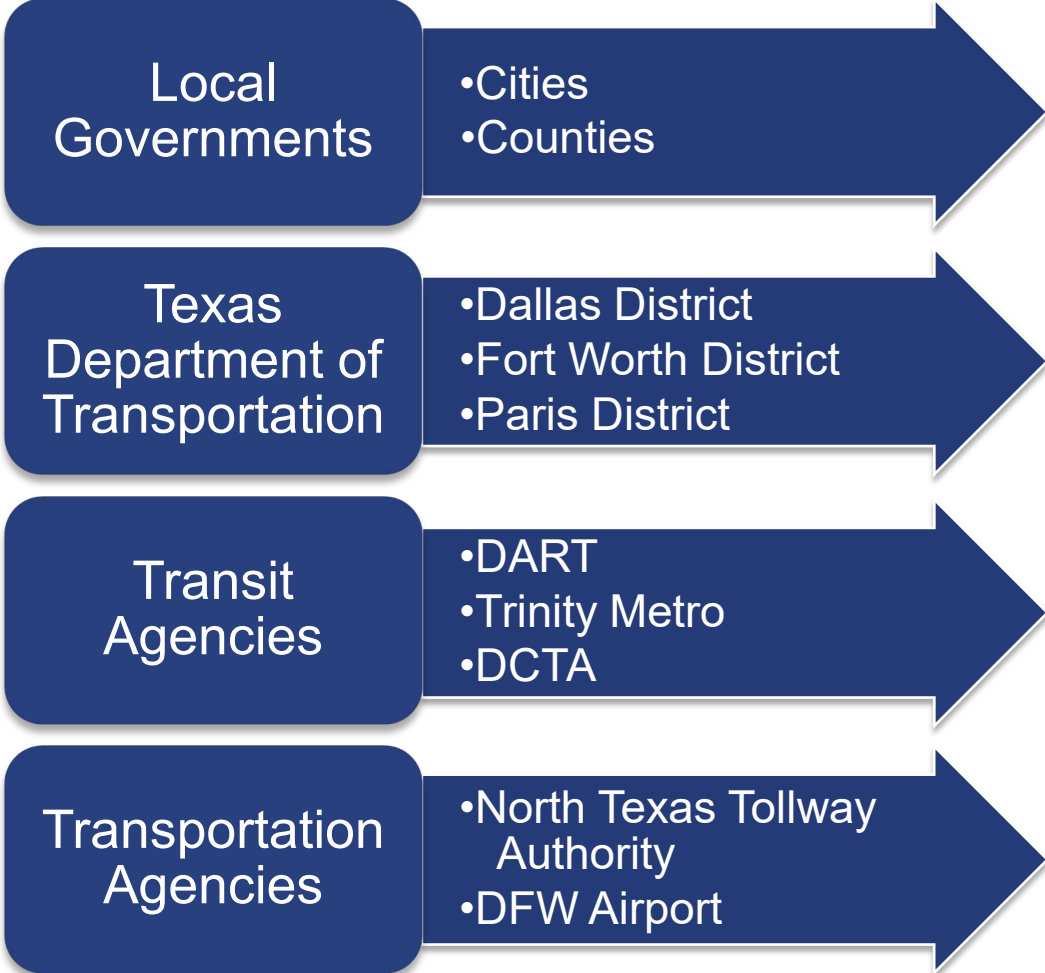 Local
Governments
•Cities
•Counties
Texas
Department of
Transportation
•Dallas District
•Fort Worth District
•Paris District
Transit
Agencies
•DART
•Trinity Metro
•DCTA
Transportation
Agencies
•North Texas Tollway
Authority
•DFW Airport